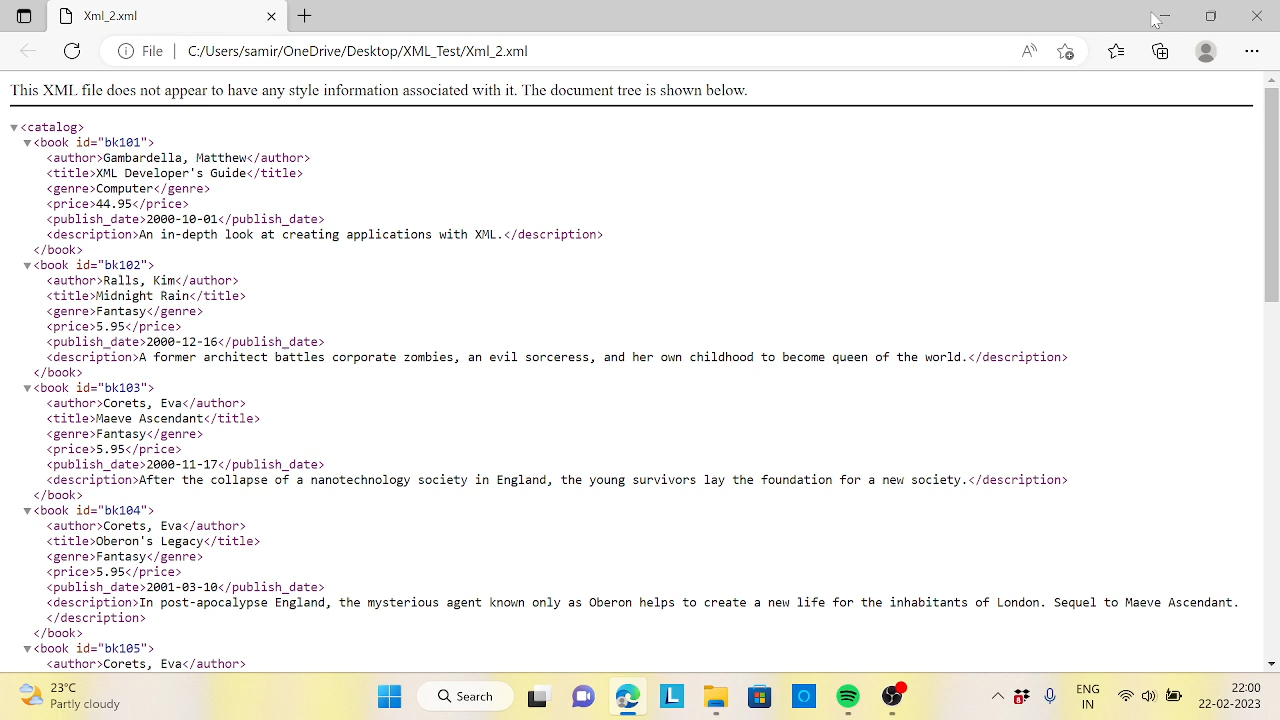 Xml_2.xml
File
C:/Users/samir/OneDrive/Desktop/XML_Test/Xml_2.xml
This XML file does not appear to have any style information associated with it. The document tree is shown below.
<catalog>
<book id="bk101">
<author>Gambardella, Matthew</author>
<title>XML Developer's Guide</title>
<genre>Computer</genre>
<price>44.95</price>
<publish_date>2000-10-01</publish_date>
<description>An in-depth look at creating applications with XML.</description>
</book>
<book id="bk102">
<author>Ralls, Kim</author>
<title>Midnight Rain</title>
<genre>Fantasy</genre>
<price>5.95</price>
<publish_date>2000-12-16</publish_date>
<description>A former architect battles corporate zombies, an evil sorceress, and her own childhood to become queen of the world.</description>
</book>
<book id="bk103">
<author>Corets, Eva</author>
<title>Maeve Ascendant</title>
<genre>Fantasy</genre>
<price>5.95</price>
<publish_date>2000-11-17</publish_date>
<description>After the collapse of a nanotechnology society in England, the young survivors lay the foundation for a new society.</description>
</book>
<book id="bk104">
<author>Corets, Eva</author>
<title>Oberon's Legacy</title>
<genre>Fantasy</genre>
<price>5.95</price>
<publish_date>2001-03-10</publish_date>
<description>In post-apocalypse England, the mysterious agent known only as Oberon helps to create a new life for the inhabitants of London. Sequel to Maeve Ascendant.
</description>
</book>
<book id="bk105">
<author>Corets, Eva</author>
23°C
Partly cloudy
Search
ENG
IN
22:00
22-02-2023